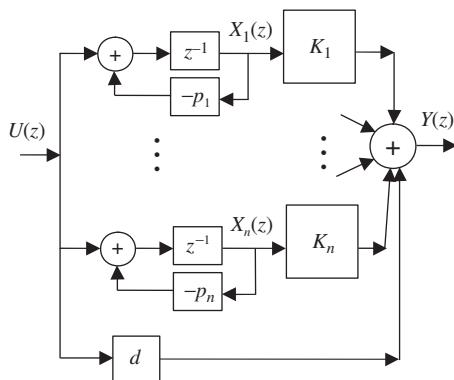 X₁(z)
+
z⁻¹
K₁
−p₁
U(z)
Y(z)
+
Xₙ(z)
+
z⁻¹
Kₙ
−pₙ
d